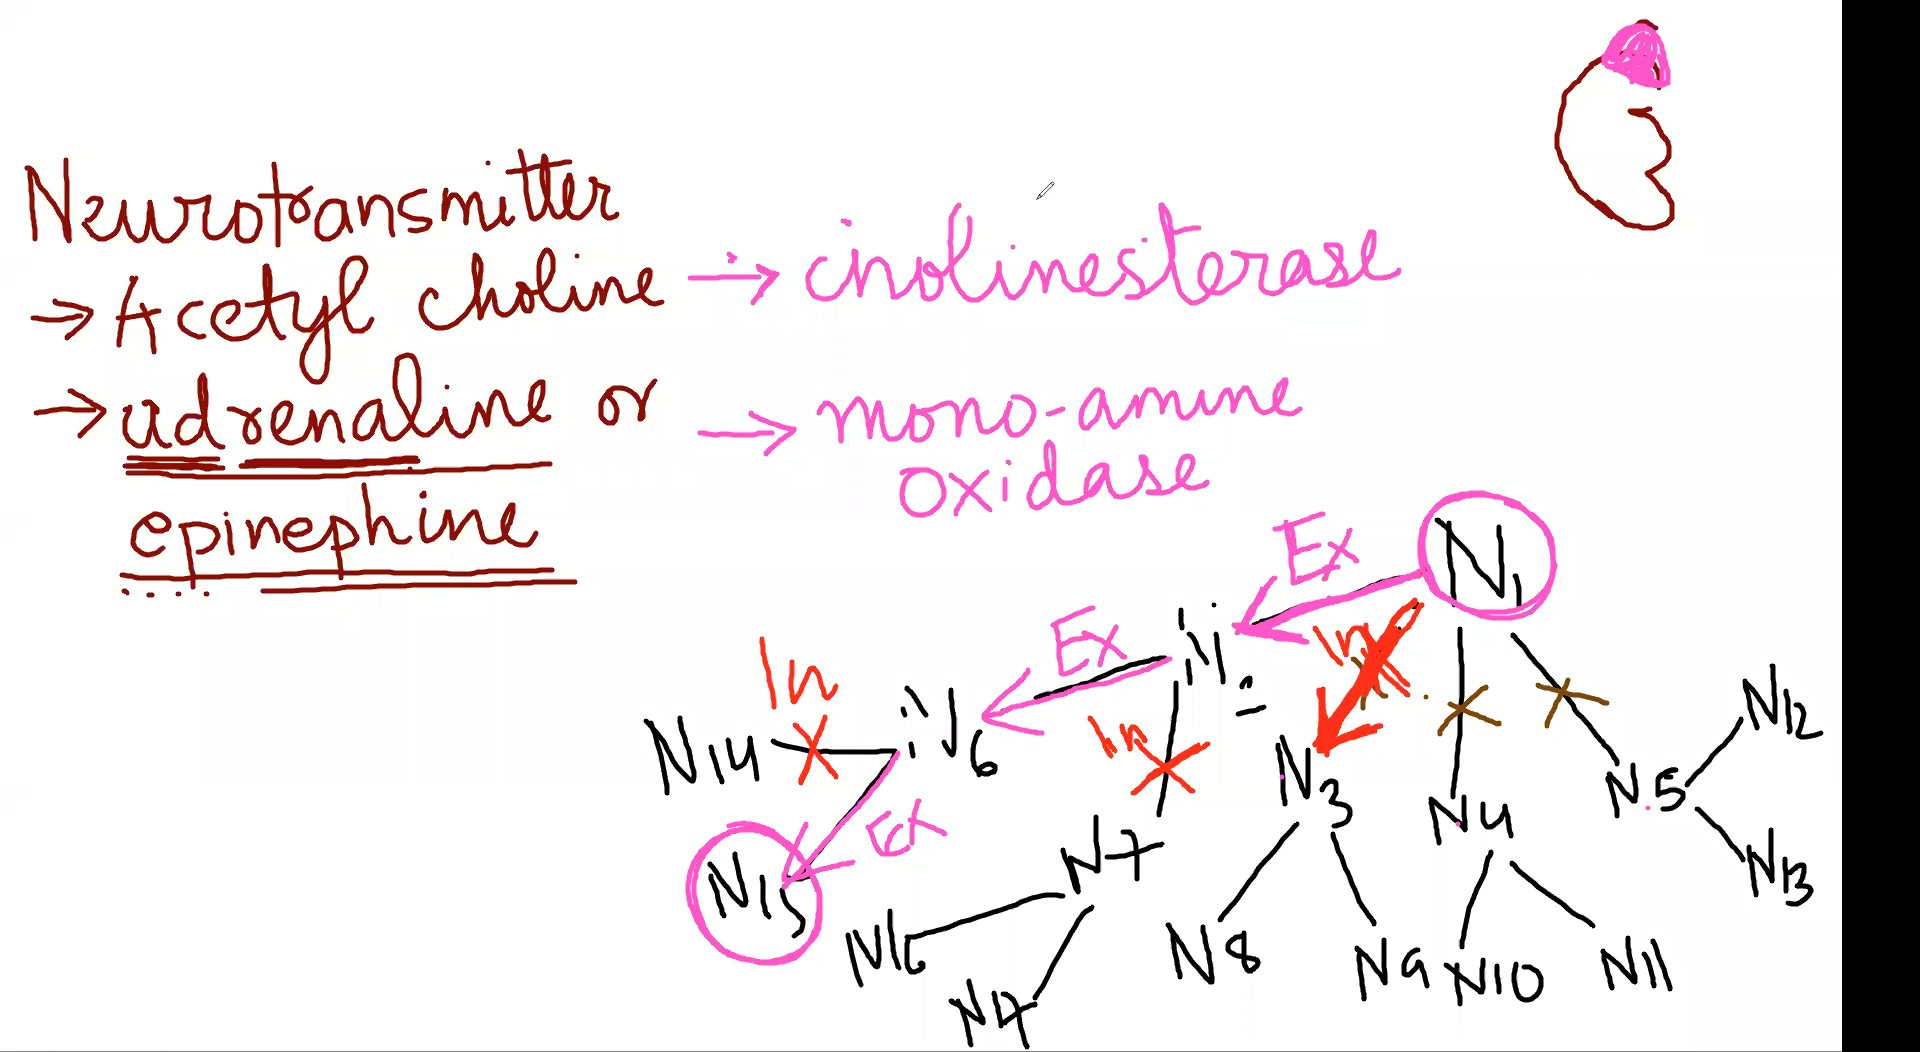 Neurotransmitter
→ Acetyl choline → cholinesterase
→ adrenaline or → mono-amine
oxidase
epinephine
Ex N1
Ex In
In N6 In
N14 N3 N4 N5 N12
Ex N7 N13
N15
N16 N8 N9 N10 N11
N17